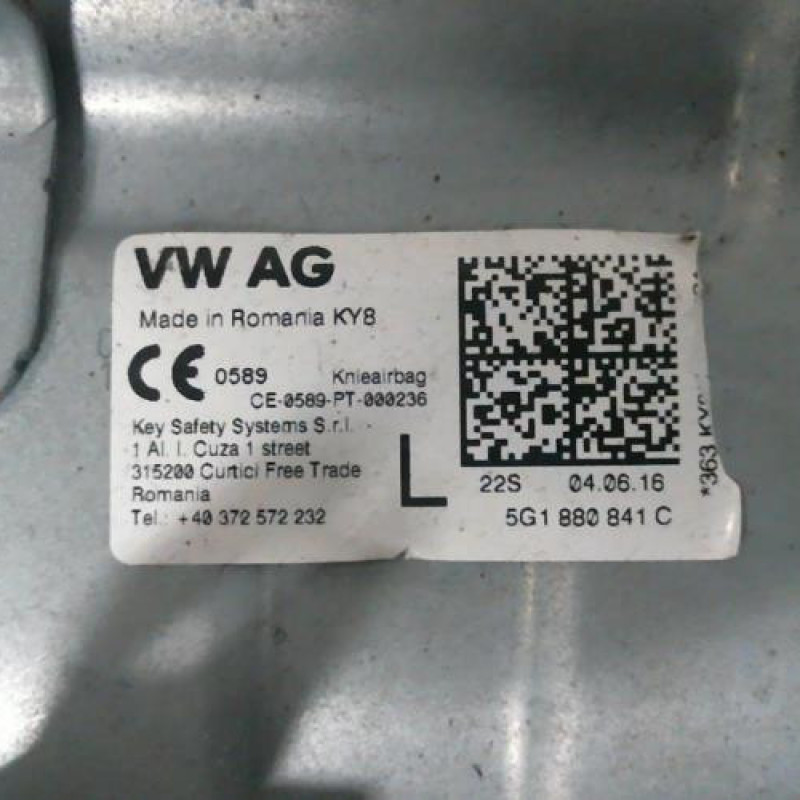 VW AG
Made in Romania KY8
CE 0589 Knieairbag
CE-0589-PT-000236
Key Safety Systems S.r.l.
1 Al. I. Cuza 1 street
315200 Curtici Free Trade
Romania
Tel.: +40 372 572 232
L
22S 04.06.16
5G1 880 841 C
*363